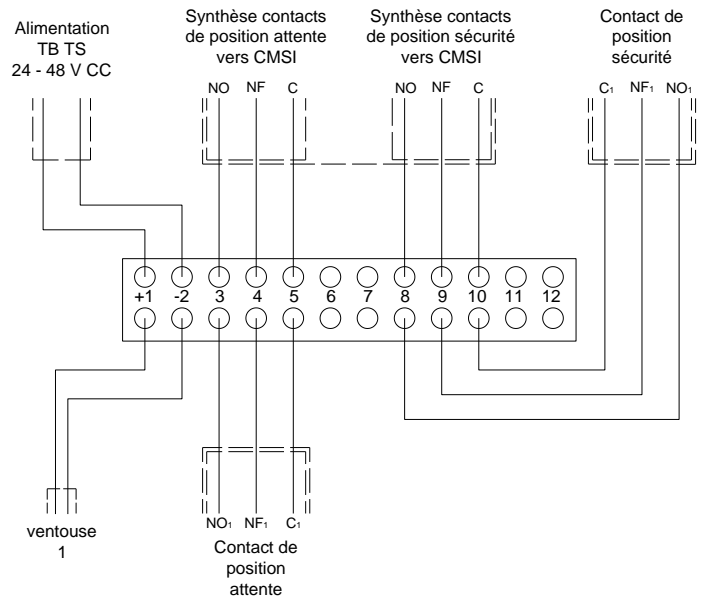 Alimentation
TB TS
24 - 48 V CC
Synthèse contacts
de position attente
vers CMSI
Synthèse contacts
de position sécurité
vers CMSI
Contact de
position
sécurité
NO NF C
NO NF C
C₁ NF₁ NO₁
+1 -2 3 4 5 6 7 8 9 10 11 12
ventouse
1
NO₁ NF₁ C₁
Contact de
position
attente